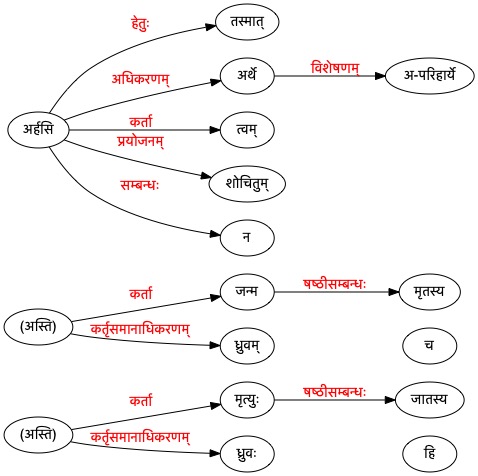 हेतुः
तस्मात्
अधिकरणम्
अर्थे
विशेषणम्
अ-परिहार्ये
अर्हसि
कर्ता
त्वम्
प्रयोजनम्
शोचितुम्
सम्बन्धः
न
कर्ता
जन्म
षष्ठीसम्बन्धः
मृतस्य
(अस्ति)
कर्तृसमानाधिकरणम्
ध्रुवम्
च
कर्ता
मृत्युः
षष्ठीसम्बन्धः
जातस्य
(अस्ति)
कर्तृसमानाधिकरणम्
ध्रुवः
हि